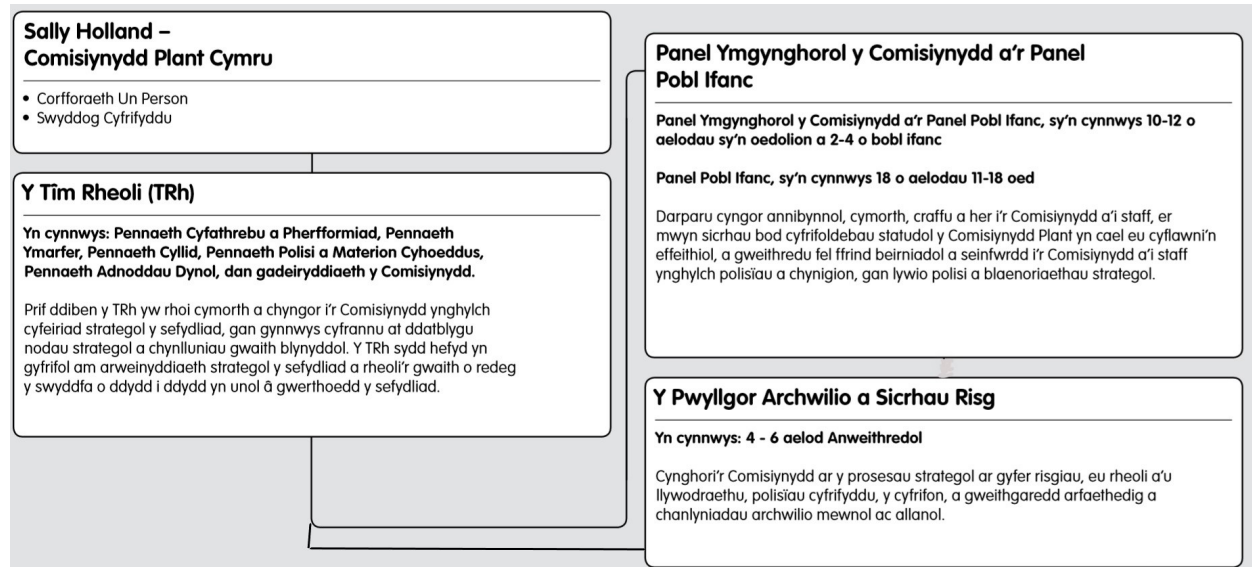 Sally Holland –
Comisiynydd Plant Cymru
• Corfforaeth Un Person
• Swyddog Cyfrifyddu
Y Tîm Rheoli (TRh)
Yn cynnwys: Pennaeth Cyfathrebu a Pherfformiad, Pennaeth
Ymarfer, Pennaeth Cyllid, Pennaeth Polisi a Materion Cyhoeddus,
Pennaeth Adnoddau Dynol, dan gadeiryddiaeth y Comisiynydd.
Prif ddiben y TRh yw rhoi cymorth a chyngor i'r Comisiynydd ynghylch
cyfeiriad strategol y sefydliad, gan gynnwys cyfrannu at ddatblygu
nodau strategol a chynlluniau gwaith blynyddol. Y TRh sydd hefyd yn
gyfrifol am arweinyddiaeth strategol y sefydliad a rheoli'r gwaith o redeg
y swyddfa o ddydd i ddydd yn unol â gwerthoedd y sefydliad.
Panel Ymgynghorol y Comisiynydd a'r Panel
Pobl Ifanc
Panel Ymgynghorol y Comisiynydd a'r Panel Pobl Ifanc, sy'n cynnwys 10-12 o
aelodau sy'n oedolion a 2-4 o bobl ifanc
Panel Pobl Ifanc, sy'n cynnwys 18 o aelodau 11-18 oed
Darparu cyngor annibynnol, cymorth, craffu a her i'r Comisiynydd a'i staff, er
mwyn sicrhau bod cyfrifoldebau statudol y Comisiynydd Plant yn cael eu cyflawni'n
effeithiol, a gweithredu fel ffrind beirniadol a seinfwrdd i'r Comisiynydd a'i staff
ynghylch polisïau a chynigion, gan lywio polisi a blaenoriaethau strategol.
Y Pwyllgor Archwilio a Sicrhau Risg
Yn cynnwys: 4 - 6 aelod Anweithredol
Cynghori'r Comisiynydd ar y prosesau strategol ar gyfer risgiau, eu rheoli a'u
llywodraethu, polisïau cyfrifyddu, y cyfrifon, a gweithgaredd arfaethedig a
chanlyniadau archwilio mewnol ac allanol.